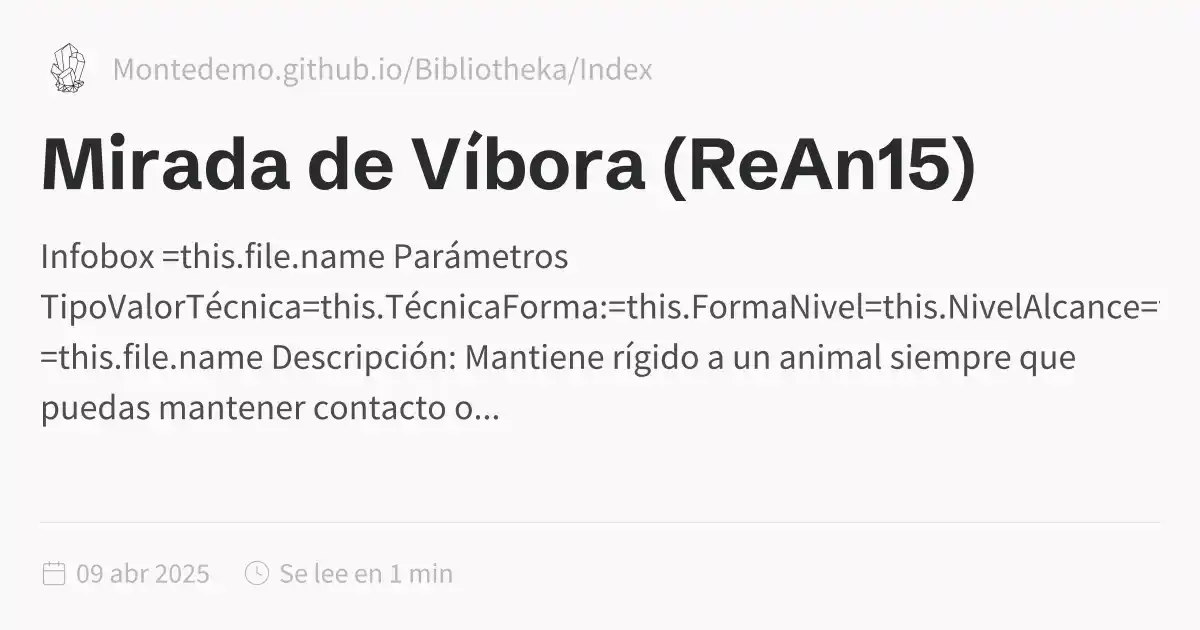 Montedemo.github.io/Bibliotheka/Index
Mirada de Víbora (ReAn15)
Infobox =this.file.name Parámetros
TipoValorTécnica=this.TécnicaForma:=this.FormaNivel=this.NivelAlcance=
=this.file.name Descripción: Mantiene rígido a un animal siempre que
puedas mantener contacto o...
09 abr 2025
Se lee en 1 min